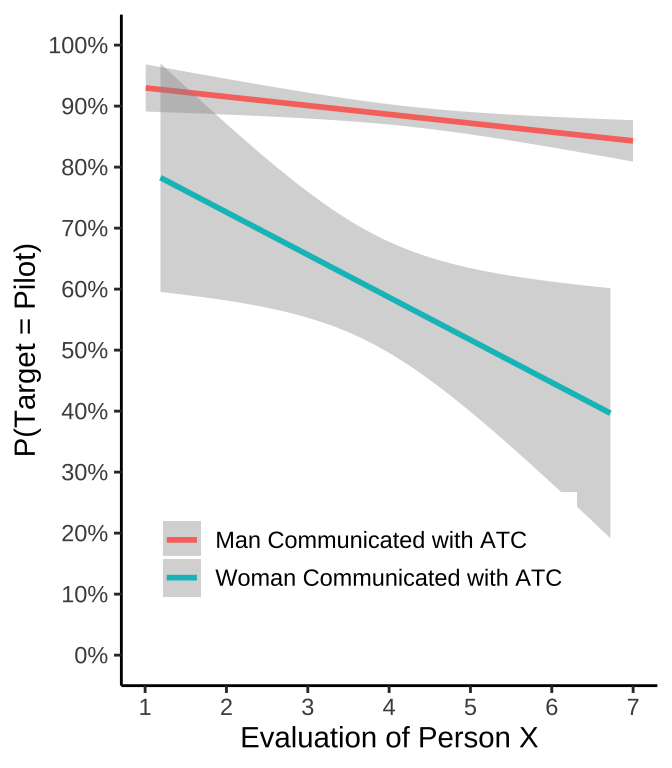 P(Target = Pilot)
100%
90%
80%
70%
60%
50%
40%
30%
20%
10%
0%
Man Communicated with ATC
Woman Communicated with ATC
1 2 3 4 5 6 7
Evaluation of Person X